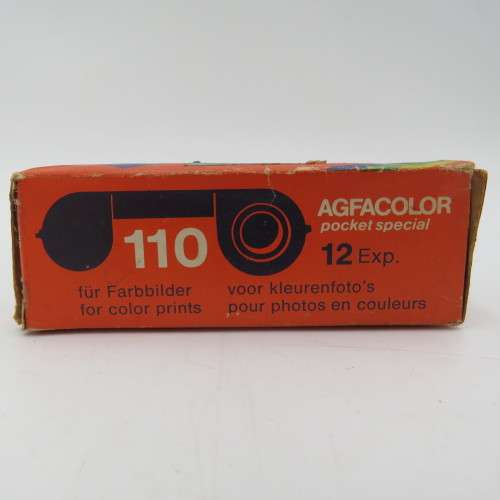 110
AGFACOLOR
pocket special
12 Exp.
für Farbbilder
for color prints
voor kleurenfoto's
pour photos en couleurs